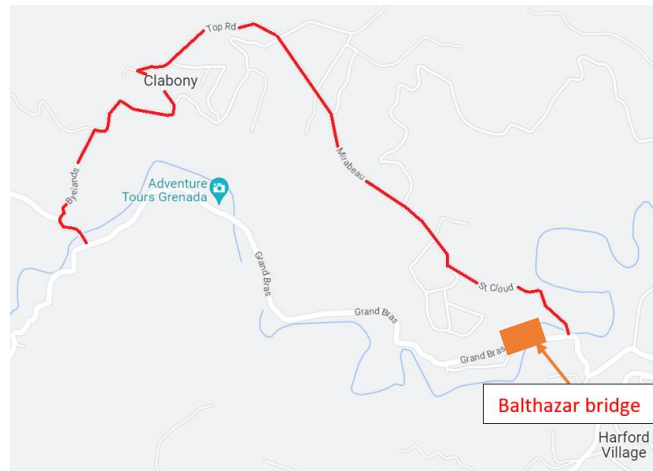 Top Rd
Clabony
Mirabeau
Byelands
Adventure
Tours Grenada
Grand Bras
Grand Bras
St Cloud
Grand Bras
Balthazar bridge
Harford
Village